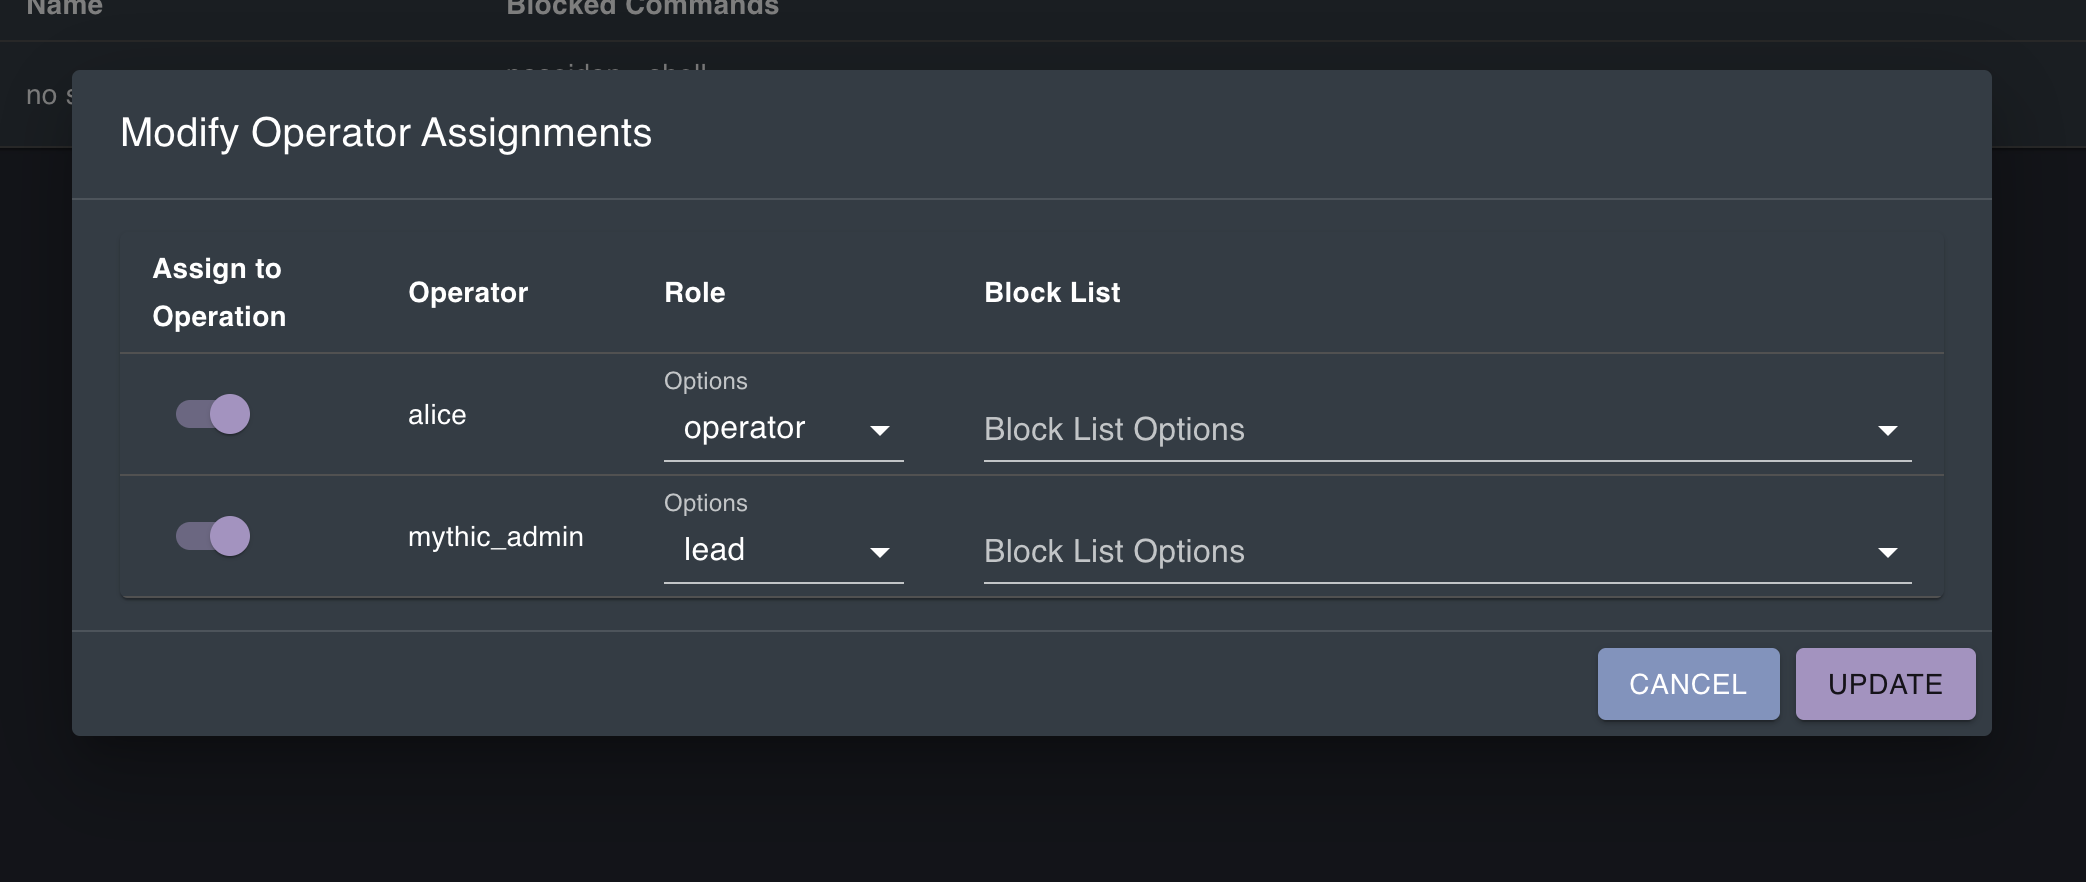 Name
Blocked Commands
no
Modify Operator Assignments
Assign to
Operation
Operator
Role
Block List
alice
Options
operator
Block List Options
mythic_admin
Options
lead
Block List Options
CANCEL
UPDATE